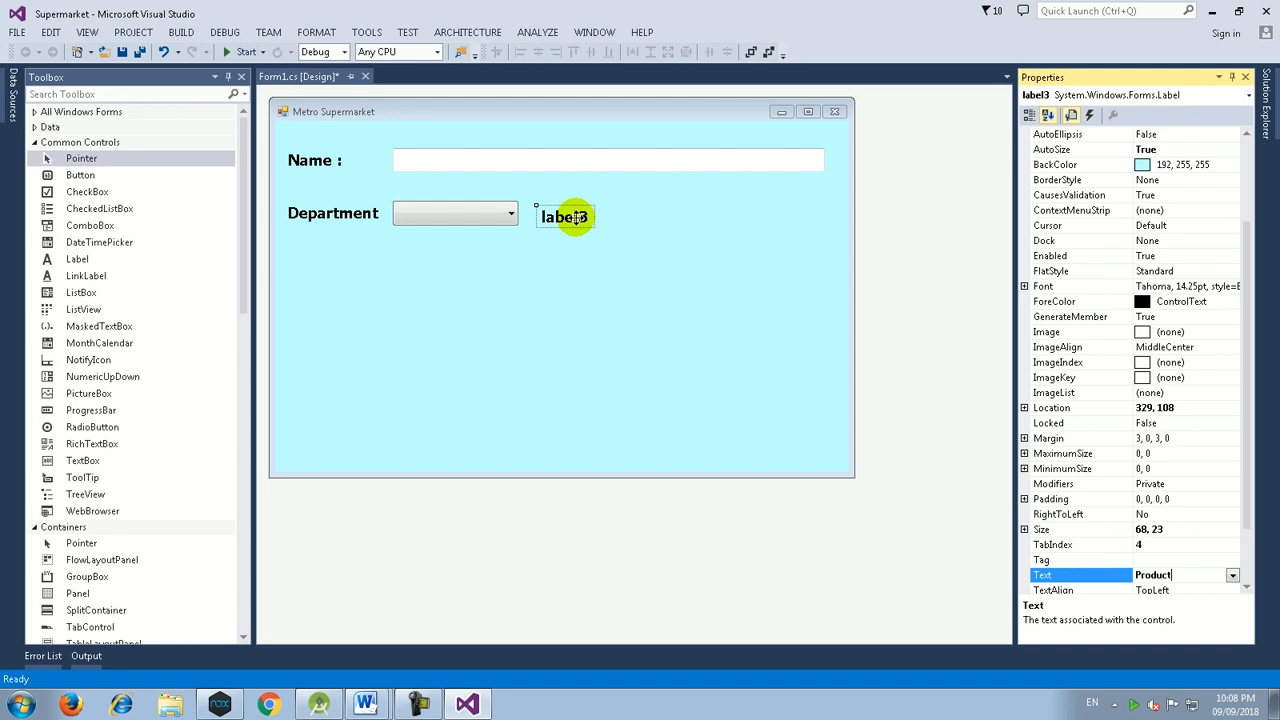 Supermarket - Microsoft Visual Studio
10
Quick Launch (Ctrl+Q)
FILE EDIT VIEW PROJECT BUILD DEBUG TEAM FORMAT TOOLS TEST ARCHITECTURE ANALYZE WINDOW HELP
Sign in
Start Debug Any CPU
Data Sources
Toolbox
Search Toolbox
All Windows Forms
Data
Common Controls
Pointer
Button
CheckBox
CheckedListBox
ComboBox
DateTimePicker
Label
LinkLabel
ListBox
ListView
MaskedTextBox
MonthCalendar
NotifyIcon
NumericUpDown
PictureBox
ProgressBar
RadioButton
RichTextBox
TextBox
ToolTip
TreeView
WebBrowser
Containers
Pointer
FlowLayoutPanel
GroupBox
Panel
SplitContainer
TabControl
TableLayoutPanel
Form1.cs [Design]*
Metro Supermarket
Name :
Department
label3
Properties
label3 System.Windows.Forms.Label
AutoEllipsis False
AutoSize True
BackColor 192, 255, 255
BorderStyle None
CausesValidation True
ContextMenuStrip (none)
Cursor Default
Dock None
Enabled True
FlatStyle Standard
Font Tahoma, 14.25pt, style=B
ForeColor ControlText
GenerateMember True
Image (none)
ImageAlign MiddleCenter
ImageIndex (none)
ImageKey (none)
ImageList (none)
Location 329, 108
Locked False
Margin 3, 0, 3, 0
MaximumSize 0, 0
MinimumSize 0, 0
Modifiers Private
Padding 0, 0, 0, 0
RightToLeft No
Size 68, 23
TabIndex 4
Tag
Text Product
TextAlign TopLeft
Text
The text associated with the control.
Solution Explorer
Error List Output
Ready
nox
EN
10:08 PM
09/09/2018